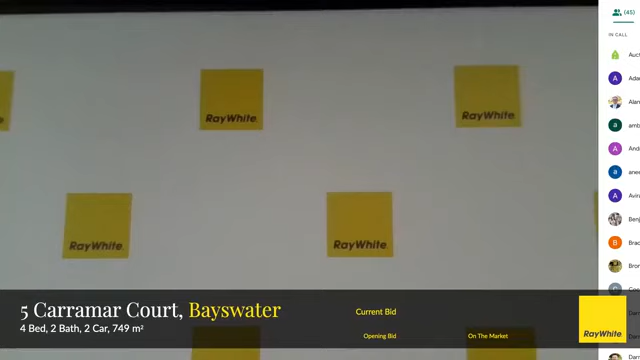 (45)
IN CALL
RayWhite
RayWhite
RayWhite
RayWhite
5 Carramar Court, Bayswater
4 Bed, 2 Bath, 2 Car, 749 m²
Current Bid
Opening Bid
On The Market
RayWhite
A
a
A
a
A
B